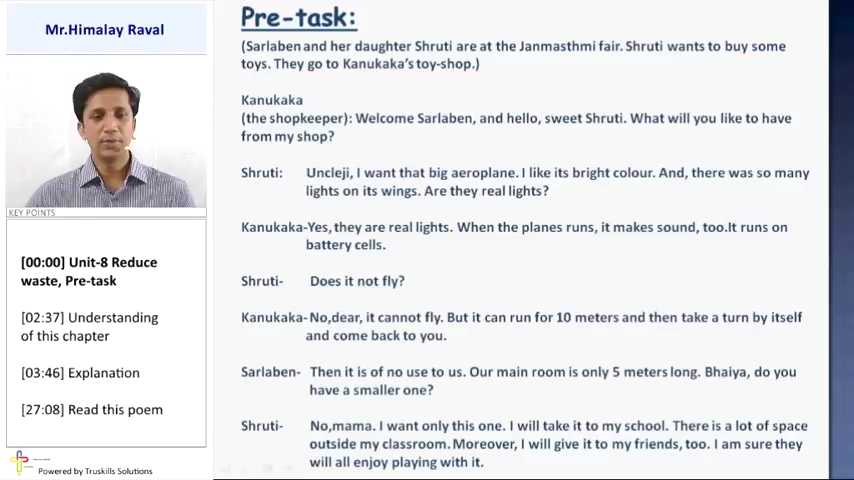 Mr.Himalay Raval
KEY POINTS
[00:00] Unit-8 Reduce
waste, Pre-task
[02:37] Understanding
of this chapter
[03:46] Explanation
[27:08] Read this poem
Powered by Truskills Solutions
Pre-task:
(Sarlaben and her daughter Shruti are at the Janmasthmi fair. Shruti wants to buy some
toys. They go to Kanukaka's toy-shop.)
Kanukaka
(the shopkeeper): Welcome Sarlaben, and hello, sweet Shruti. What will you like to have
from my shop?
Shruti: Uncleji, I want that big aeroplane. I like its bright colour. And, there was so many
lights on its wings. Are they real lights?
Kanukaka-Yes, they are real lights. When the planes runs, it makes sound, too.It runs on
battery cells.
Shruti- Does it not fly?
Kanukaka- No,dear, it cannot fly. But it can run for 10 meters and then take a turn by itself
and come back to you.
Sarlaben- Then it is of no use to us. Our main room is only 5 meters long. Bhaiya, do you
have a smaller one?
Shruti- No,mama. I want only this one. I will take it to my school. There is a lot of space
outside my classroom. Moreover, I will give it to my friends, too. I am sure they
will all enjoy playing with it.